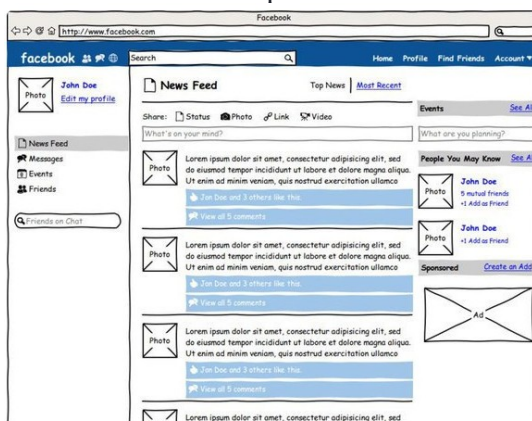 Facebook
http://www.facebook.com
facebook
Search
Home Profile Find Friends Account
Photo
John Doe
Edit my profile
News Feed
Messages
Events
Friends
Friends on Chat
News Feed
Top News
Most Recent
Share: Status Photo Link Video
What's on your mind?
Photo
Lorem ipsum dolor sit amet, consectetur adipisicing elit, sed
do eiusmod tempor incididunt ut labore et dolore magna aliqua.
Ut enim ad minim veniam, quis nostrud exercitation ullamco
Jon Doe and 3 others like this.
View all 5 comments
Photo
Lorem ipsum dolor sit amet, consectetur adipisicing elit, sed
do eiusmod tempor incididunt ut labore et dolore magna aliqua.
Ut enim ad minim veniam, quis nostrud exercitation ullamco
Jon Doe and 3 others like this.
View all 5 comments
Photo
Lorem ipsum dolor sit amet, consectetur adipisicing elit, sed
do eiusmod tempor incididunt ut labore et dolore magna aliqua.
Ut enim ad minim veniam, quis nostrud exercitation ullamco
Jon Doe and 3 others like this.
View all 5 comments
Lorem ipsum dolor sit amet, consectetur adipisicing elit, sed
Events
See Al
What are you planning?
People You May Know
See Al
Photo
John Doe
5 mutual friends
+1 Add as Friend
Photo
John Doe
+1 Add as Friend
Sponsored
Create an Add
Ad